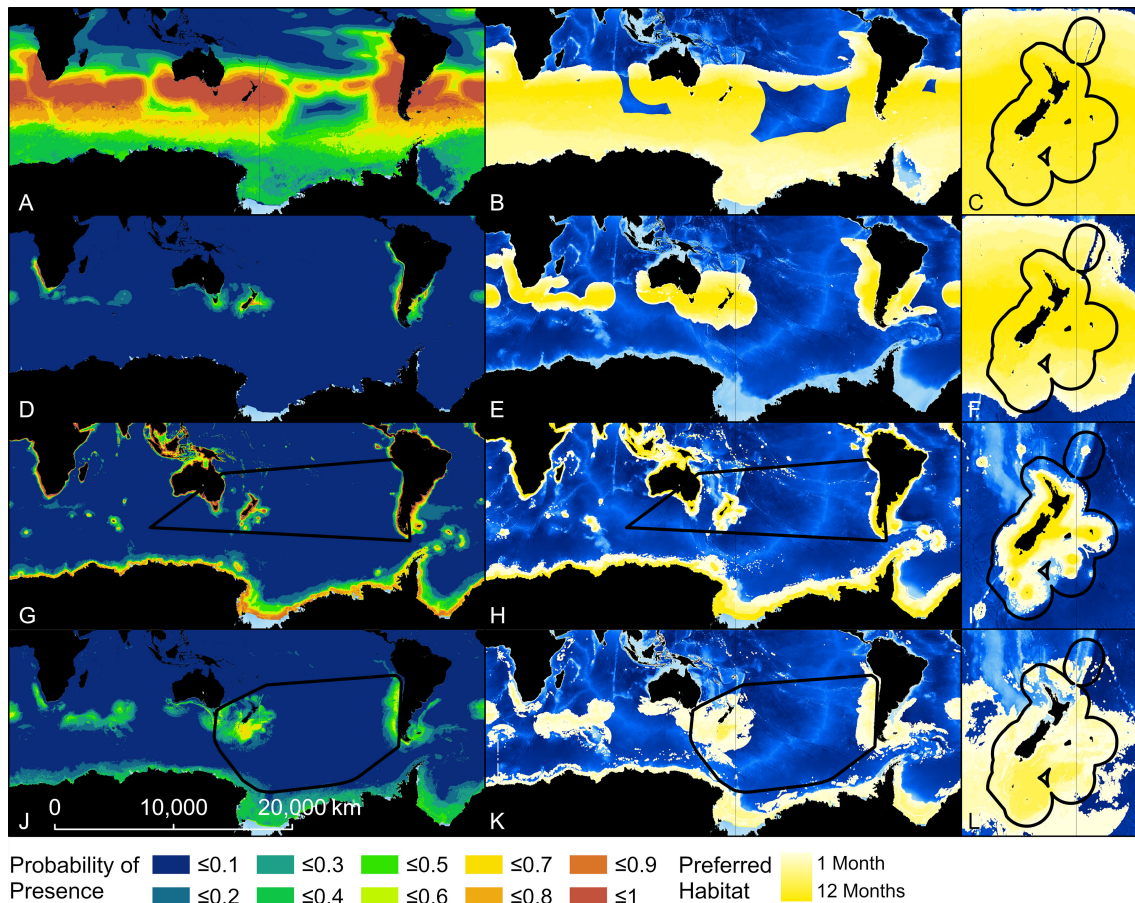 A
B
C
D
E
F
G
H
I
J
K
L
0 10,000 20,000 km
Probability of
Presence
≤0.1 ≤0.3 ≤0.5 ≤0.7 ≤0.9
≤0.2 ≤0.4 ≤0.6 ≤0.8 ≤1
Preferred
Habitat
1 Month
12 Months